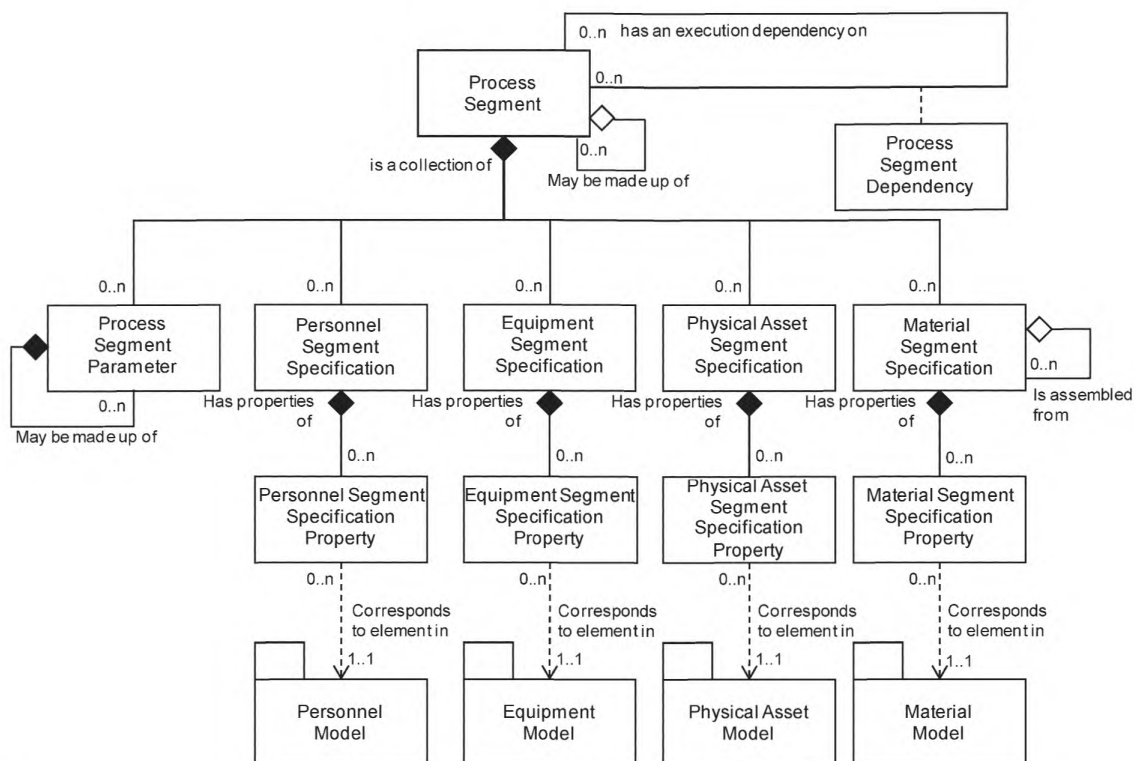 0..n has an execution dependency on
Process
Segment
0..n
0..n
is a collection of
May be made up of
Process
Segment
Dependency
0..n
0..n
0..n
0..n
0..n
Process
Segment
Parameter
Personnel
Segment
Specification
Equipment
Segment
Specification
Physical Asset
Segment
Specification
Material
Segment
Specification
0..n
0..n
May be made up of
Is assembled
from
Has properties
of
Has properties
of
Has properties
of
Has properties
of
0..n
0..n
0..n
0..n
Personnel Segment
Specification
Property
Equipment Segment
Specification
Property
Physical Asset
Segment
Specification
Property
Material Segment
Specification
Property
0..n
0..n
0..n
0..n
Corresponds
to element in
Corresponds
to element in
Corresponds
to element in
Corresponds
to element in
1..1
1..1
1..1
1..1
Personnel
Model
Equipment
Model
Physical Asset
Model
Material
Model